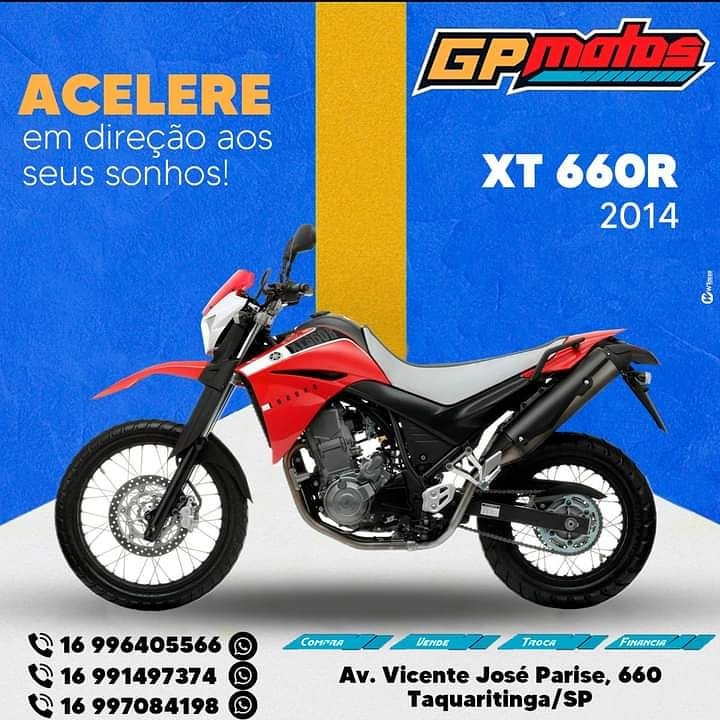 GPmotos
ACELERE
em direção aos
seus sonhos!
XT 660R
2014
16 996405566
16 991497374
16 997084198
COMPRA VENDE TROCA FINANCIA
Av. Vicente José Parise, 660
Taquaritinga/SP